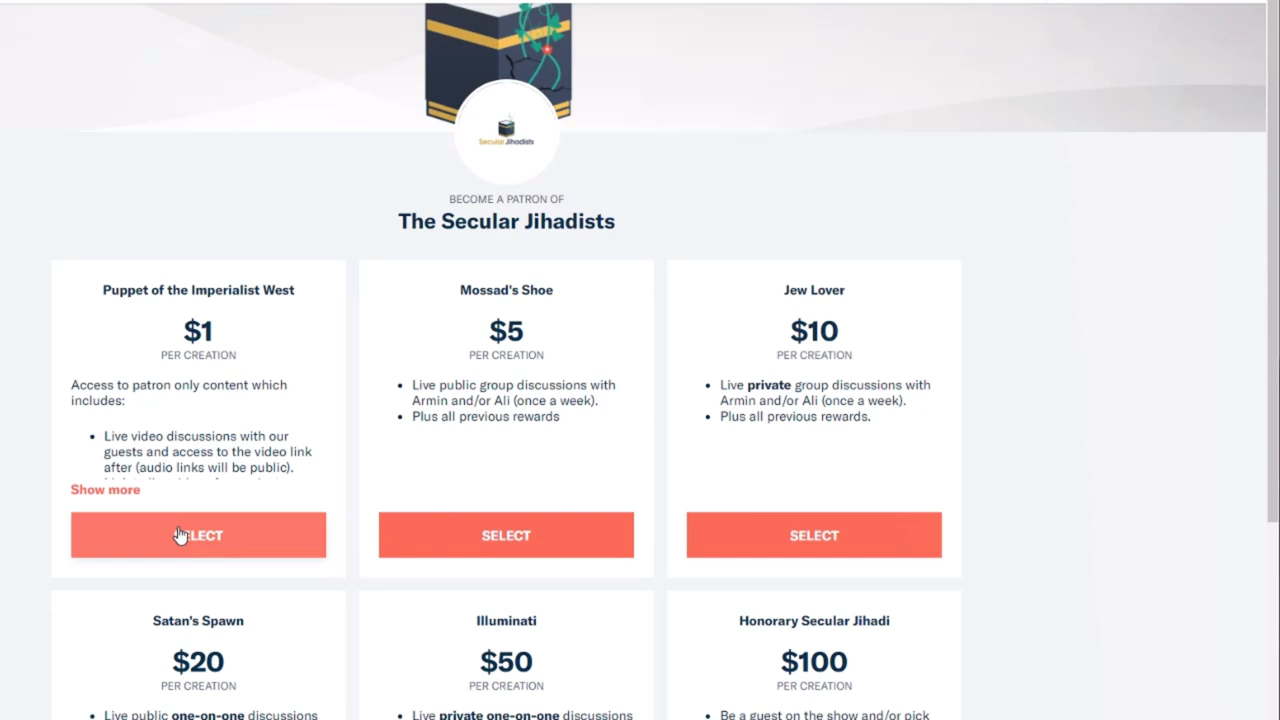 Secular Jihadists
BECOME A PATRON OF
The Secular Jihadists
Puppet of the Imperialist West
$1
PER CREATION
Access to patron only content which
includes:
Live video discussions with our
guests and access to the video link
after (audio links will be public).
Show more
SELECT
Mossad's Shoe
$5
PER CREATION
Live public group discussions with
Armin and/or Ali (once a week).
Plus all previous rewards
SELECT
Jew Lover
$10
PER CREATION
Live private group discussions with
Armin and/or Ali (once a week).
Plus all previous rewards.
SELECT
Satan's Spawn
$20
PER CREATION
Live public one-on-one discussions
Illuminati
$50
PER CREATION
Live private one-on-one discussions
Honorary Secular Jihadi
$100
PER CREATION
Be a guest on the show and/or pick